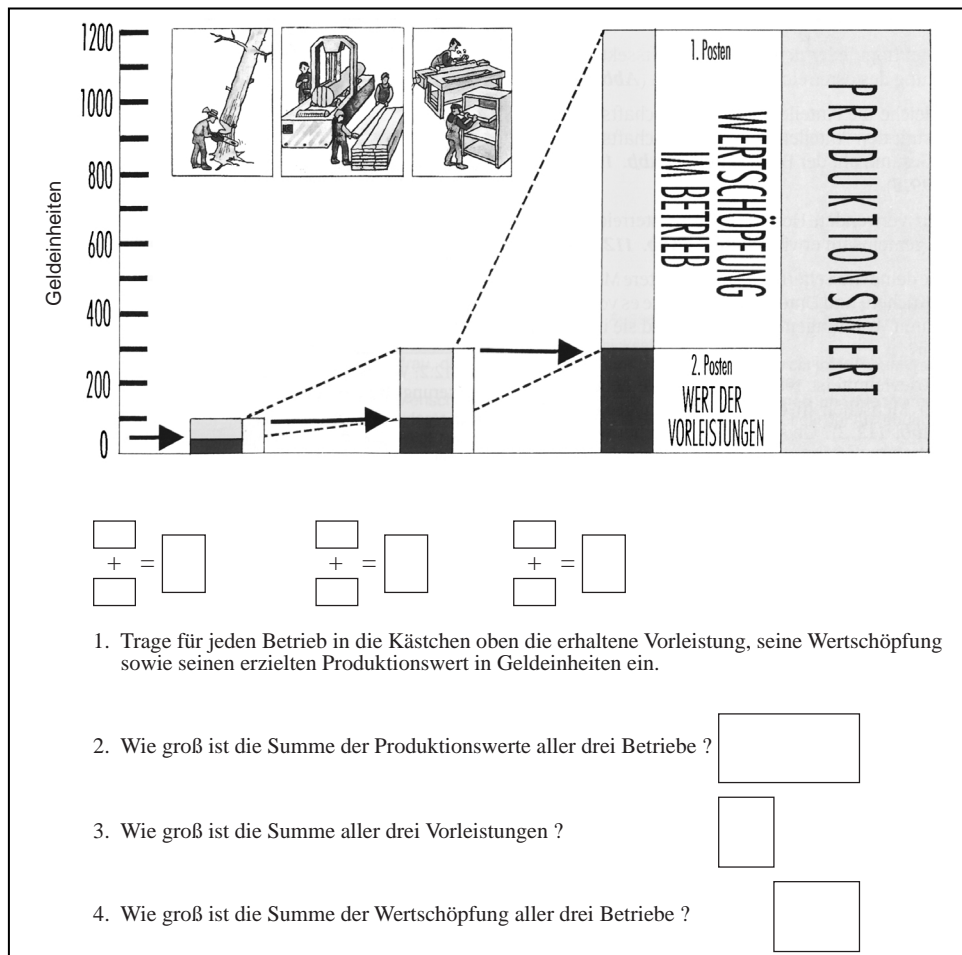 1200
1000
800
600
400
200
0
Geldeinheiten
1. Posten
WERTSCHÖPFUNG
IM BETRIEB
2. Posten
WERT DER
VORLEISTUNGEN
PRODUKTIONSWERT
+ =
+ =
+ =
1. Trage für jeden Betrieb in die Kästchen oben die erhaltene Vorleistung, seine Wertschöpfung
sowie seinen erzielten Produktionswert in Geldeinheiten ein.
2. Wie groß ist die Summe der Produktionswerte aller drei Betriebe ?
3. Wie groß ist die Summe aller drei Vorleistungen ?
4. Wie groß ist die Summe der Wertschöpfung aller drei Betriebe ?